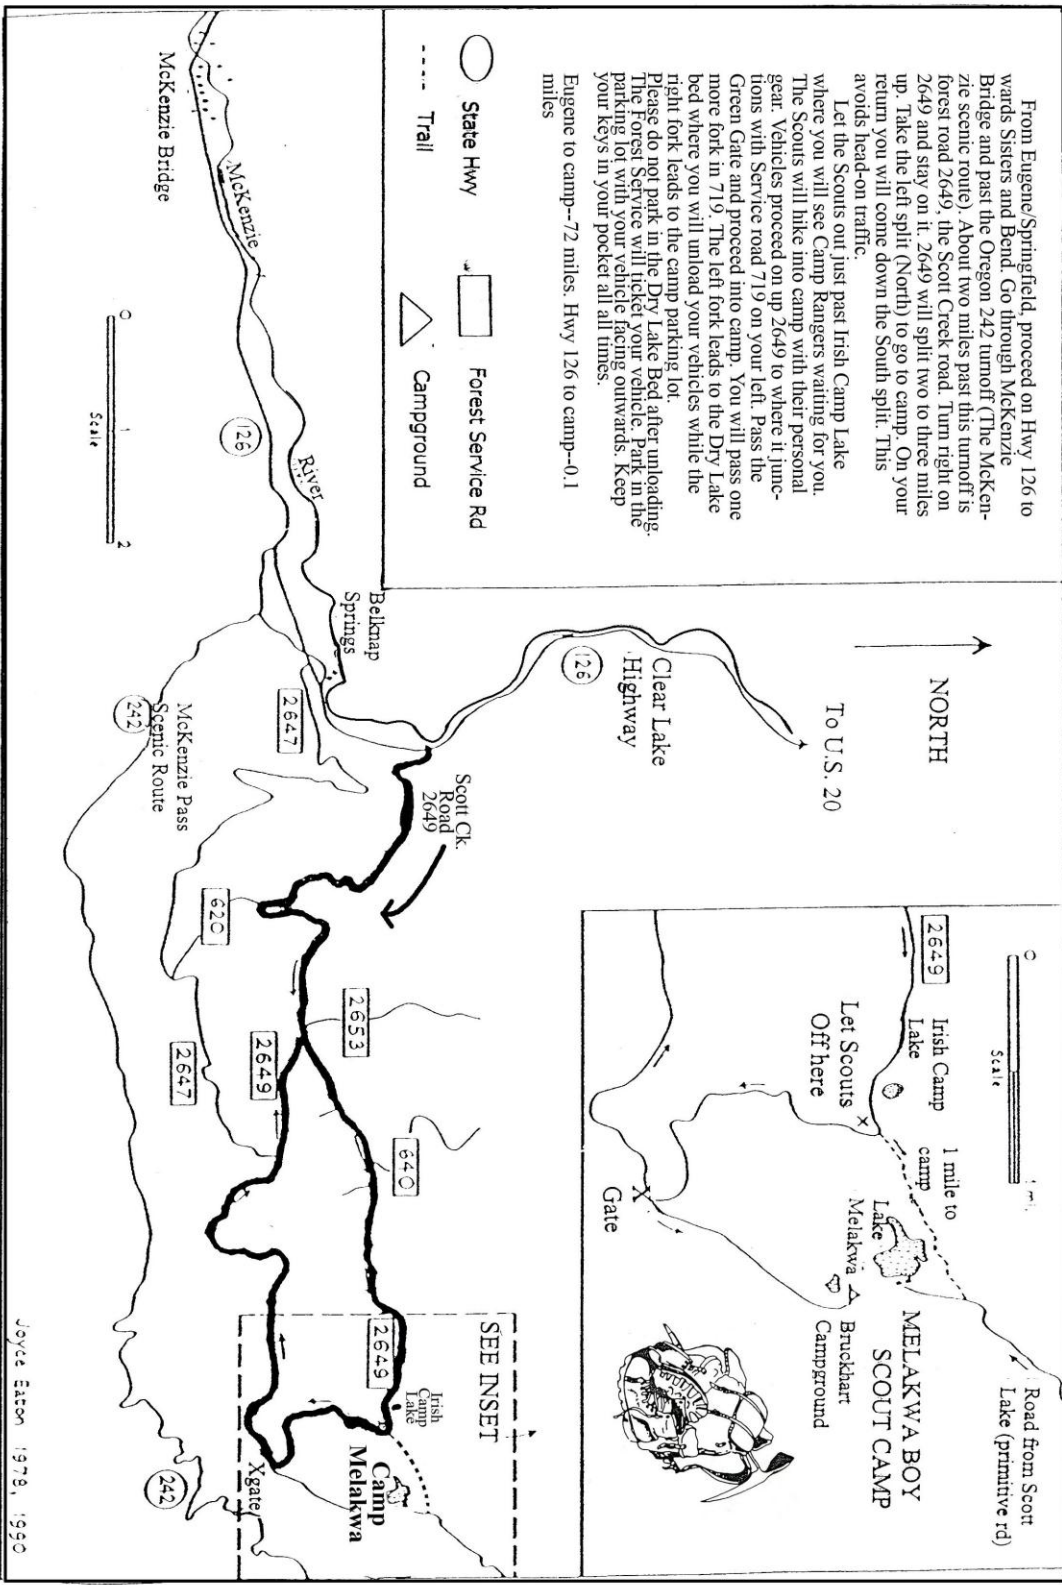 From Eugene/Springfield, proceed on Hwy 126 to
wards Sisters and Bend. Go through McKenzie
Bridge and past the Oregon 242 turnoff (The McKen-
zie scenic route). About two miles past this turnoff is
forest road 2649, the Scott Creek road. Turn right on
2649 and stay on it. 2649 will split two to three miles
up. Take the left split (North) to go to camp. On your
return you will come down the South split. This
avoids head-on traffic.
Let the Scouts out just past Irish Camp Lake
where you will see Camp Rangers waiting for you.
The Scouts will hike into camp with their personal
gear. Vehicles proceed on up 2649 to where it junc-
tions with Service road 719 on your left. Pass the
Green Gate and proceed into camp. You will pass one
more fork in 719. The left fork leads to the Dry Lake
bed where you will unload your vehicles while the
right fork leads to the camp parking lot.
Please do not park in the Dry Lake Bed after unloading.
The Forest Service will ticket your vehicle. Park in the
parking lot with your vehicle facing outwards. Keep
your keys in your pocket all all times.
Eugene to camp--72 miles. Hwy 126 to camp--0.1
miles
State Hwy
Forest Service Rd
Trail
Campground
NORTH
To U.S. 20
Clear Lake
Highway
126
0
1 mi.
Scale
2649
Irish Camp
Lake
Let Scouts
Off here
X
1 mile to
camp
Lake
Melakwa
MELAKWA BOY
SCOUT CAMP
Road from Scott
Lake (primitive rd)
Bruckhart
Campground
X
Gate
McKenzie Bridge
McKenzie
River
126
0
1
2
Scale
Belknap
Springs
2647
242
McKenzie Pass
Scenic Route
Scott Ck.
Road
2649
620
2653
2649
2647
640
SEE INSET
2649
Irish
Camp
Lake
Camp
Melakwa
Xgate
242
Joyce Eaton 1978, 1990